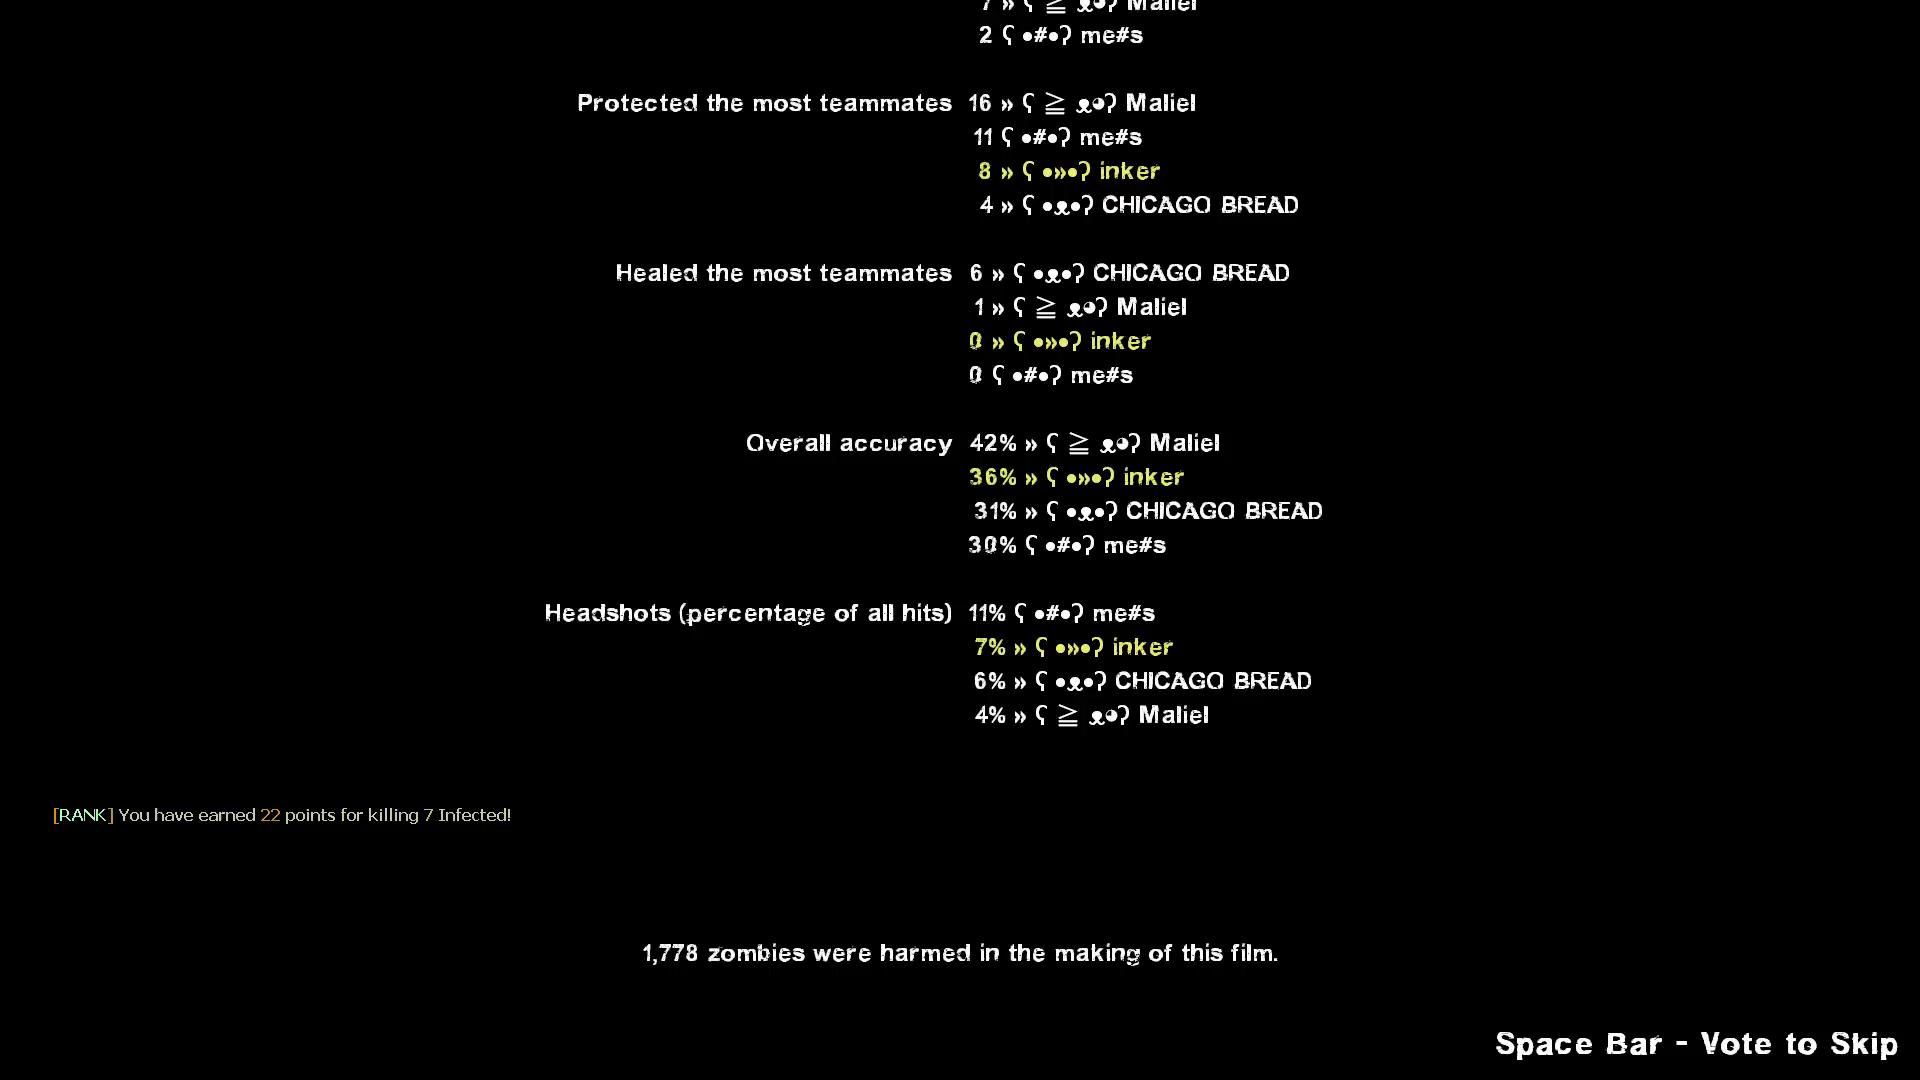 7 » ʕ ≧ ᴥ◕ʔ Maliel
2 ʕ •#•ʔ me#s
Protected the most teammates 16 » ʕ ≧ ᴥ◕ʔ Maliel
11 ʕ •#•ʔ me#s
8 » ʕ •»•ʔ inker
4 » ʕ •ᴥ•ʔ CHICAGO BREAD
Healed the most teammates 6 » ʕ •ᴥ•ʔ CHICAGO BREAD
1 » ʕ ≧ ᴥ◕ʔ Maliel
0 » ʕ •»•ʔ inker
0 ʕ •#•ʔ me#s
Overall accuracy 42% » ʕ ≧ ᴥ◕ʔ Maliel
36% » ʕ •»•ʔ inker
31% » ʕ •ᴥ•ʔ CHICAGO BREAD
30% ʕ •#•ʔ me#s
Headshots (percentage of all hits) 11% ʕ •#•ʔ me#s
7% » ʕ •»•ʔ inker
6% » ʕ •ᴥ•ʔ CHICAGO BREAD
4% » ʕ ≧ ᴥ◕ʔ Maliel
[RANK] You have earned 22 points for killing 7 Infected!
1,778 zombies were harmed in the making of this film.
Space Bar - Vote to Skip